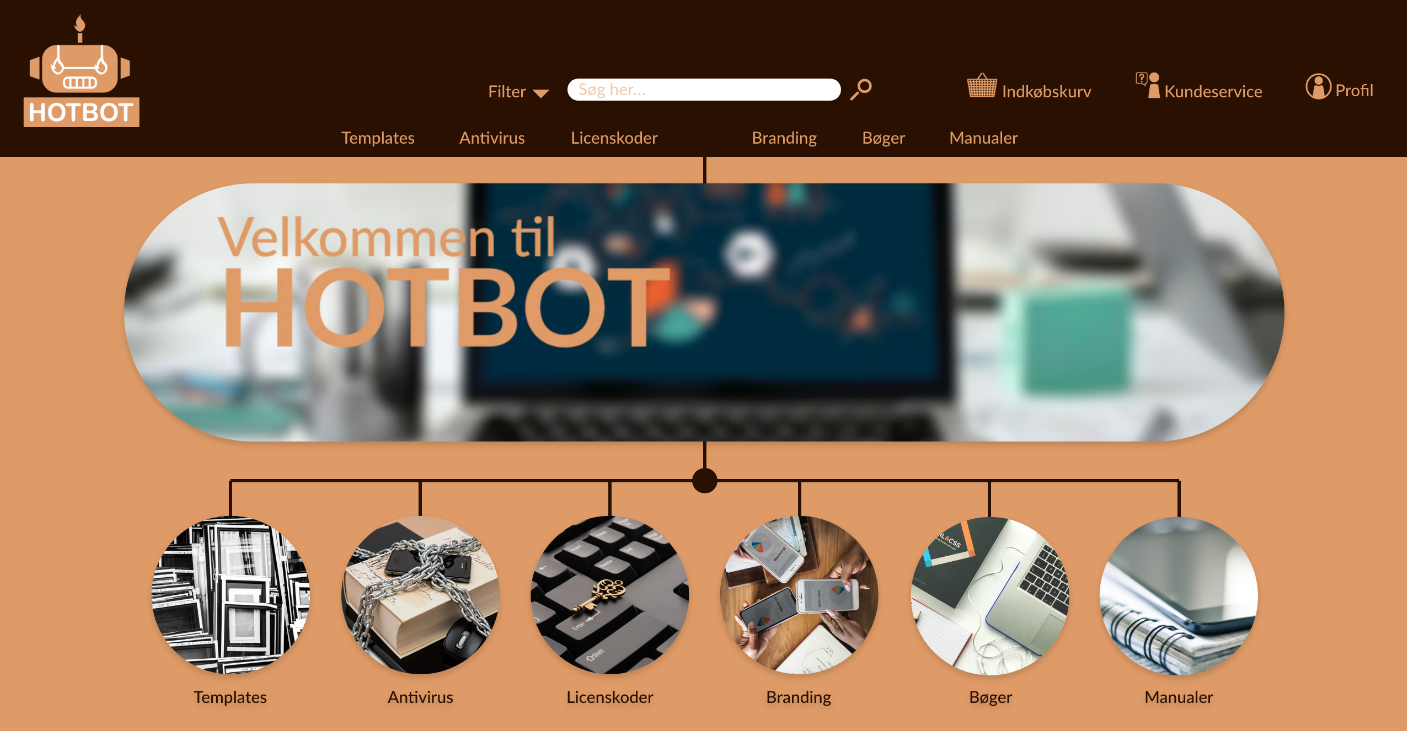 HOTBOT
Filter
Søg her...
Indkøbskurv
?
Kundeservice
Profil
Templates
Antivirus
Licenskoder
Branding
Bøger
Manualer
Velkommen til
HOTBOT
Templates
Antivirus
Licenskoder
Branding
Bøger
Manualer